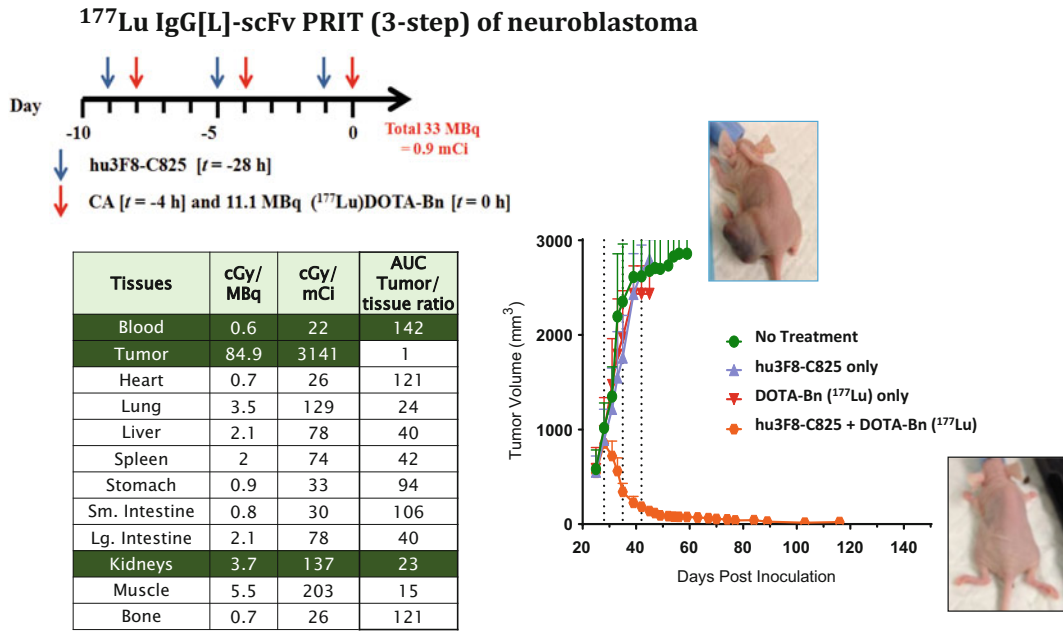 ¹⁷⁷Lu IgG[L]-scFv PRIT (3-step) of neuroblastoma
Day
-10
-5
0
Total 33 MBq
= 0.9 mCi
hu3F8-C825 [t = -28 h]
CA [t = -4 h] and 11.1 MBq (¹⁷⁷Lu)DOTA-Bn [t = 0 h]
Tissues cGy/MBq cGy/mCi AUC Tumor/tissue ratio
Blood 0.6 22 142
Tumor 84.9 3141 1
Heart 0.7 26 121
Lung 3.5 129 24
Liver 2.1 78 40
Spleen 2 74 42
Stomach 0.9 33 94
Sm. Intestine 0.8 30 106
Lg. Intestine 2.1 78 40
Kidneys 3.7 137 23
Muscle 5.5 203 15
Bone 0.7 26 121
Tumor Volume (mm³)
3000
2000
1000
0
20 40 60 80 100 120 140
Days Post Inoculation
No Treatment
hu3F8-C825 only
DOTA-Bn (¹⁷⁷Lu) only
hu3F8-C825 + DOTA-Bn (¹⁷⁷Lu)